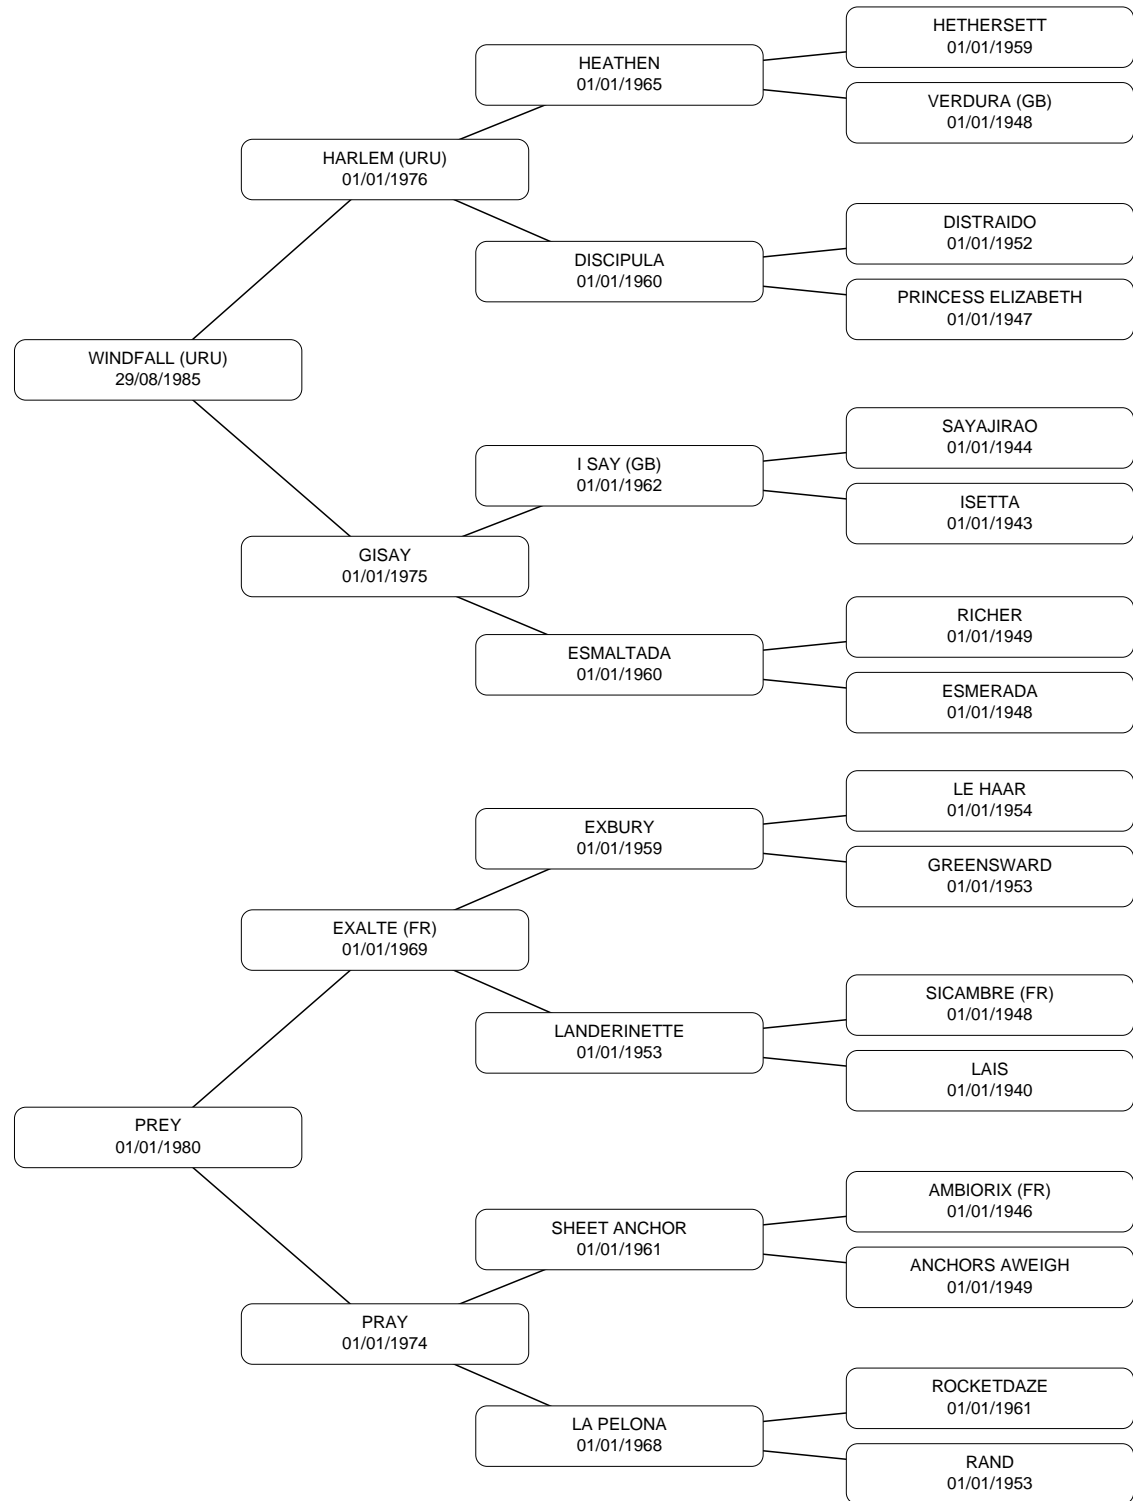 HETHERSETT
01/01/1959
HEATHEN
01/01/1965
VERDURA (GB)
01/01/1948
HARLEM (URU)
01/01/1976
DISTRAIDO
01/01/1952
DISCIPULA
01/01/1960
PRINCESS ELIZABETH
01/01/1947
WINDFALL (URU)
29/08/1985
SAYAJIRAO
01/01/1944
I SAY (GB)
01/01/1962
ISETTA
01/01/1943
GISAY
01/01/1975
RICHER
01/01/1949
ESMALTADA
01/01/1960
ESMERADA
01/01/1948
LE HAAR
01/01/1954
EXBURY
01/01/1959
GREENSWARD
01/01/1953
EXALTE (FR)
01/01/1969
SICAMBRE (FR)
01/01/1948
LANDERINETTE
01/01/1953
LAIS
01/01/1940
PREY
01/01/1980
AMBIORIX (FR)
01/01/1946
SHEET ANCHOR
01/01/1961
ANCHORS AWEIGH
01/01/1949
PRAY
01/01/1974
ROCKETDAZE
01/01/1961
LA PELONA
01/01/1968
RAND
01/01/1953